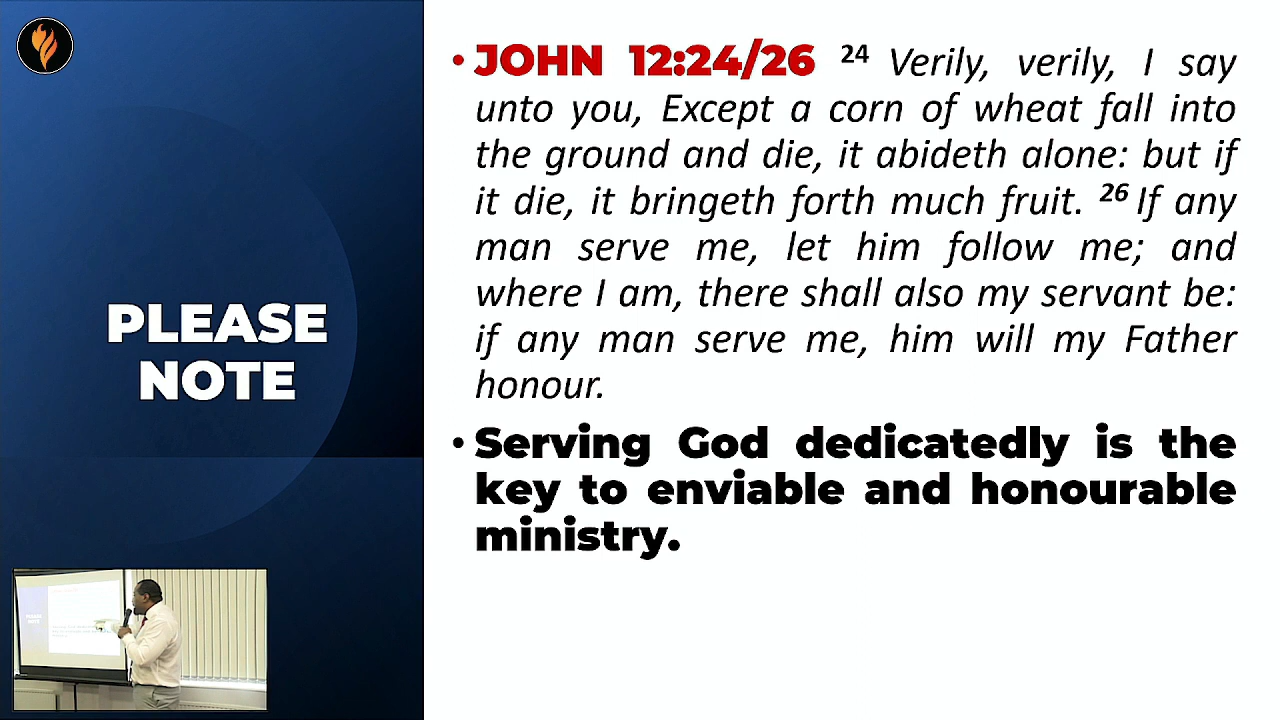 PLEASE
NOTE
• JOHN 12:24/26 24 Verily, verily, I say
unto you, Except a corn of wheat fall into
the ground and die, it abideth alone: but if
it die, it bringeth forth much fruit. 26 If any
man serve me, let him follow me; and
where I am, there shall also my servant be:
if any man serve me, him will my Father
honour.
• Serving God dedicatedly is the
key to enviable and honourable
ministry.